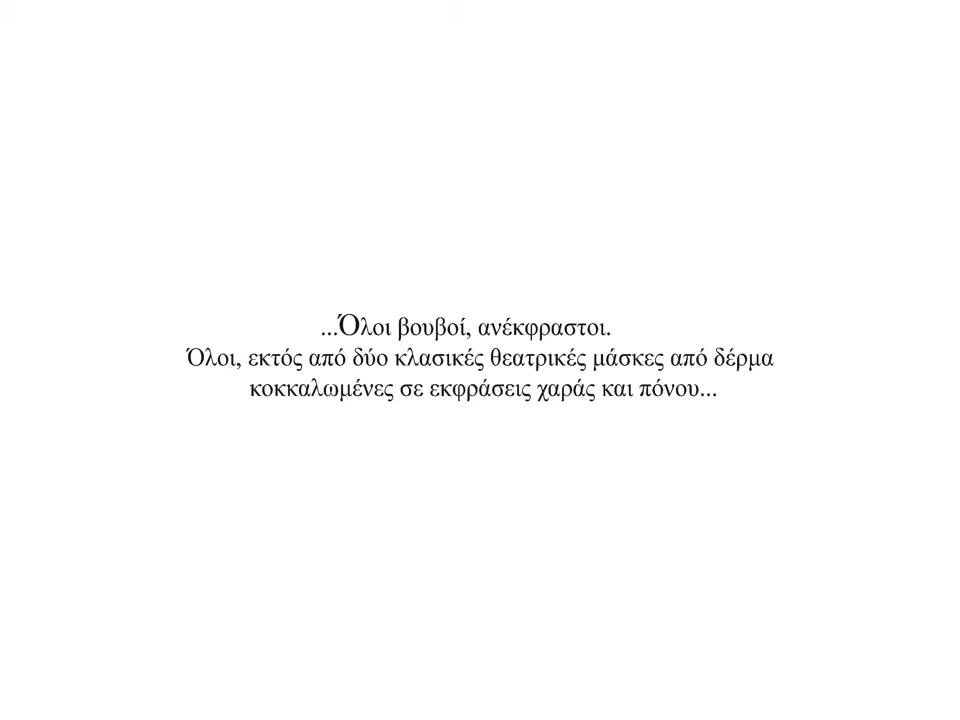 ...Όλοι βουβοί, ανέκφραστοι.
Όλοι, εκτός από δύο κλασικές θεατρικές μάσκες από δέρμα
κοκκαλωμένες σε εκφράσεις χαράς και πόνου...